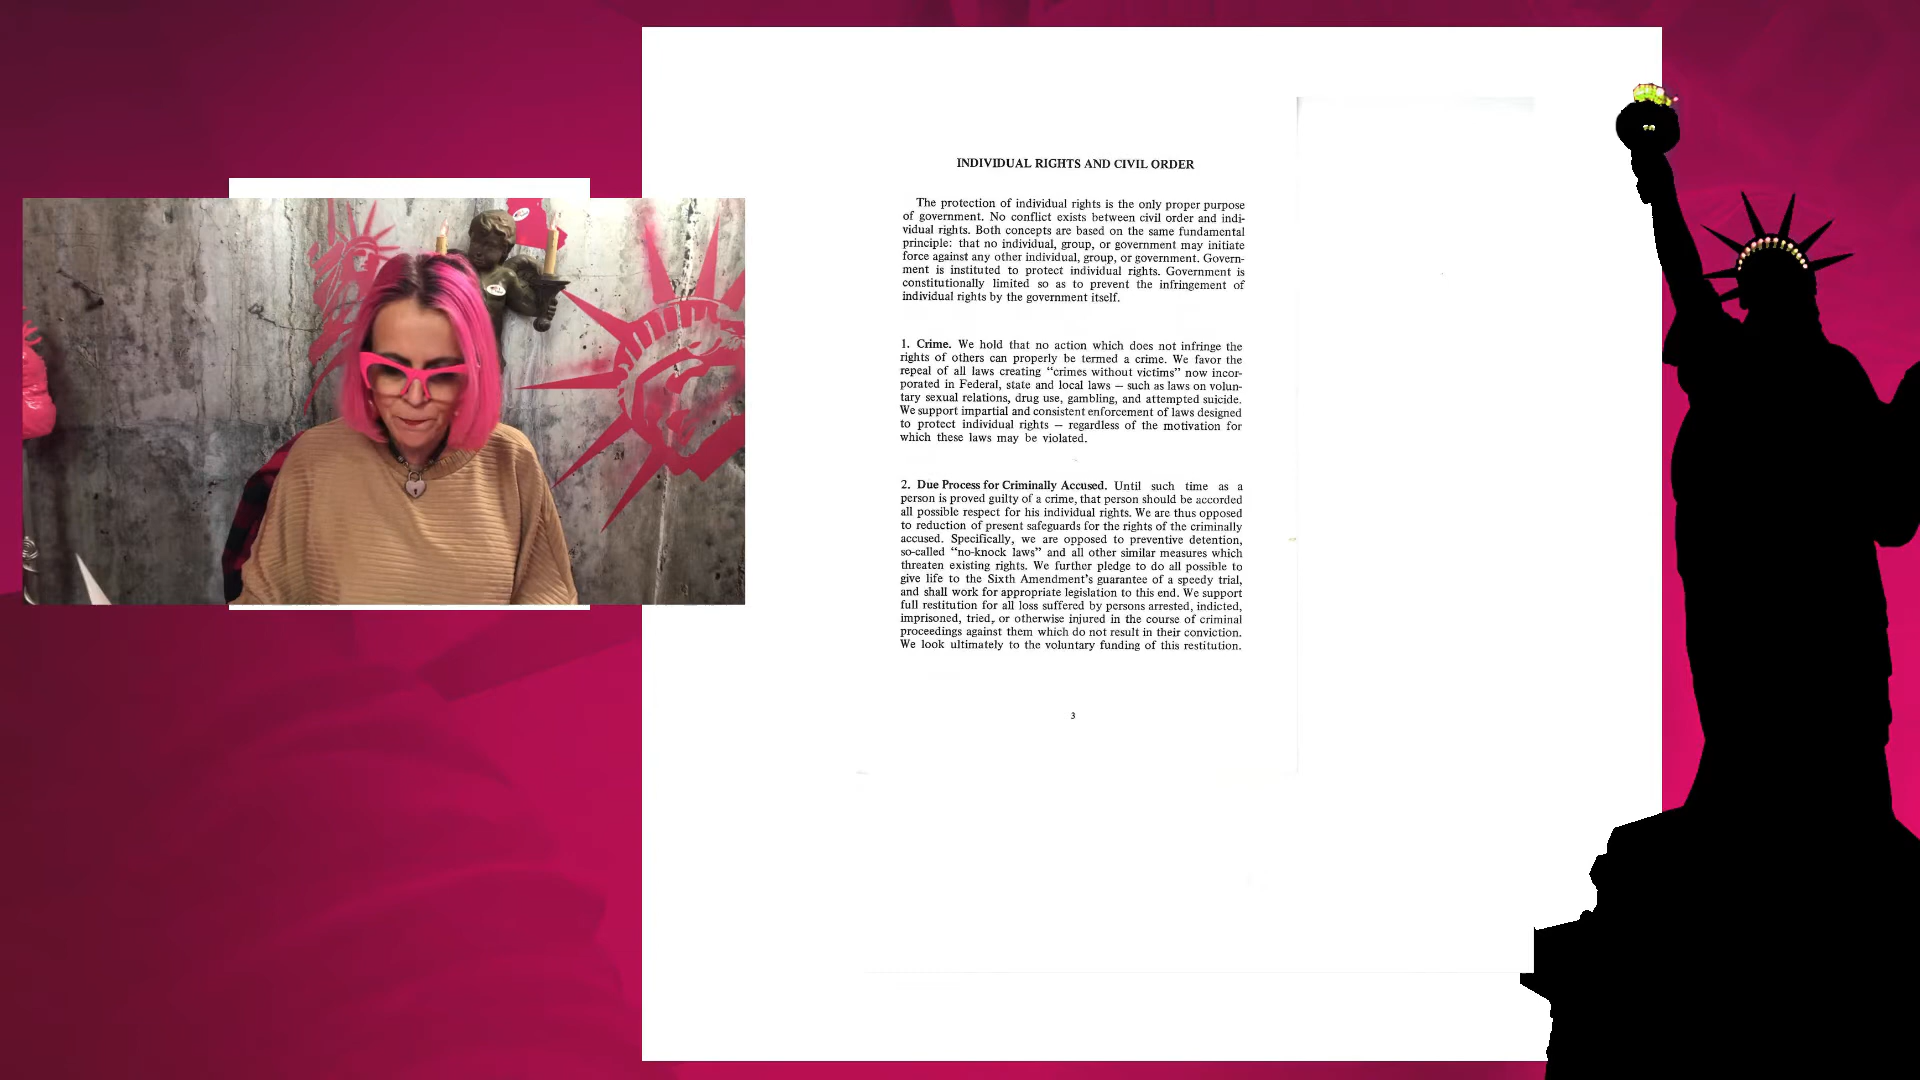 INDIVIDUAL RIGHTS AND CIVIL ORDER
The protection of individual rights is the only proper purpose
of government. No conflict exists between civil order and indi-
vidual rights. Both concepts are based on the same fundamental
principle: that no individual, group, or government may initiate
force against any other individual, group, or government. Govern-
ment is instituted to protect individual rights. Government is
constitutionally limited so as to prevent the infringement of
individual rights by the government itself.
1. Crime. We hold that no action which does not infringe the
rights of others can properly be termed a crime. We favor the
repeal of all laws creating “crimes without victims” now incor-
porated in Federal, state and local laws — such as laws on volun-
tary sexual relations, drug use, gambling, and attempted suicide.
We support impartial and consistent enforcement of laws designed
to protect individual rights — regardless of the motivation for
which these laws may be violated.
2. Due Process for Criminally Accused. Until such time as a
person is proved guilty of a crime, that person should be accorded
all possible respect for his individual rights. We are thus opposed
to reduction of present safeguards for the rights of the criminally
accused. Specifically, we are opposed to preventive detention,
so-called “no-knock laws” and all other similar measures which
threaten existing rights. We further pledge to do all possible to
give life to the Sixth Amendment’s guarantee of a speedy trial,
and shall work for appropriate legislation to this end. We support
full restitution for all loss suffered by persons arrested, indicted,
imprisoned, tried, or otherwise injured in the course of criminal
proceedings against them which do not result in their conviction.
We look ultimately to the voluntary funding of this restitution.
3